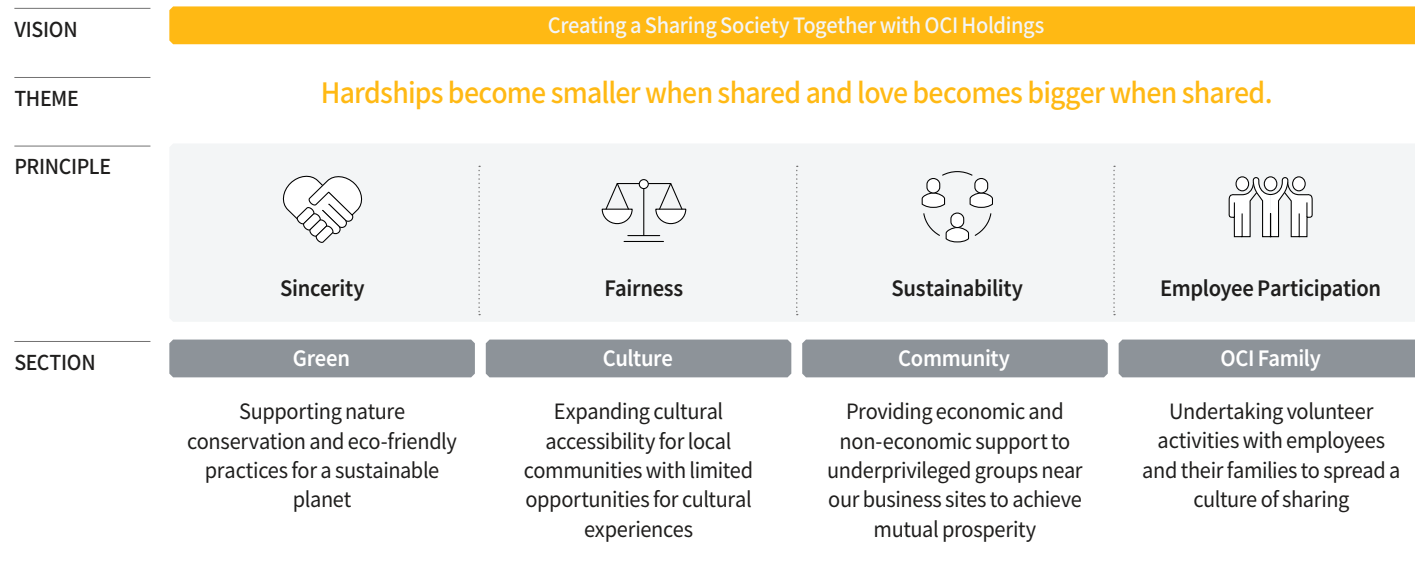 VISION
Creating a Sharing Society Together with OCI Holdings
THEME
Hardships become smaller when shared and love becomes bigger when shared.
PRINCIPLE
Sincerity
Fairness
Sustainability
Employee Participation
SECTION
Green
Supporting nature
conservation and eco-friendly
practices for a sustainable
planet
Culture
Expanding cultural
accessibility for local
communities with limited
opportunities for cultural
experiences
Community
Providing economic and
non-economic support to
underprivileged groups near
our business sites to achieve
mutual prosperity
OCI Family
Undertaking volunteer
activities with employees
and their families to spread a
culture of sharing